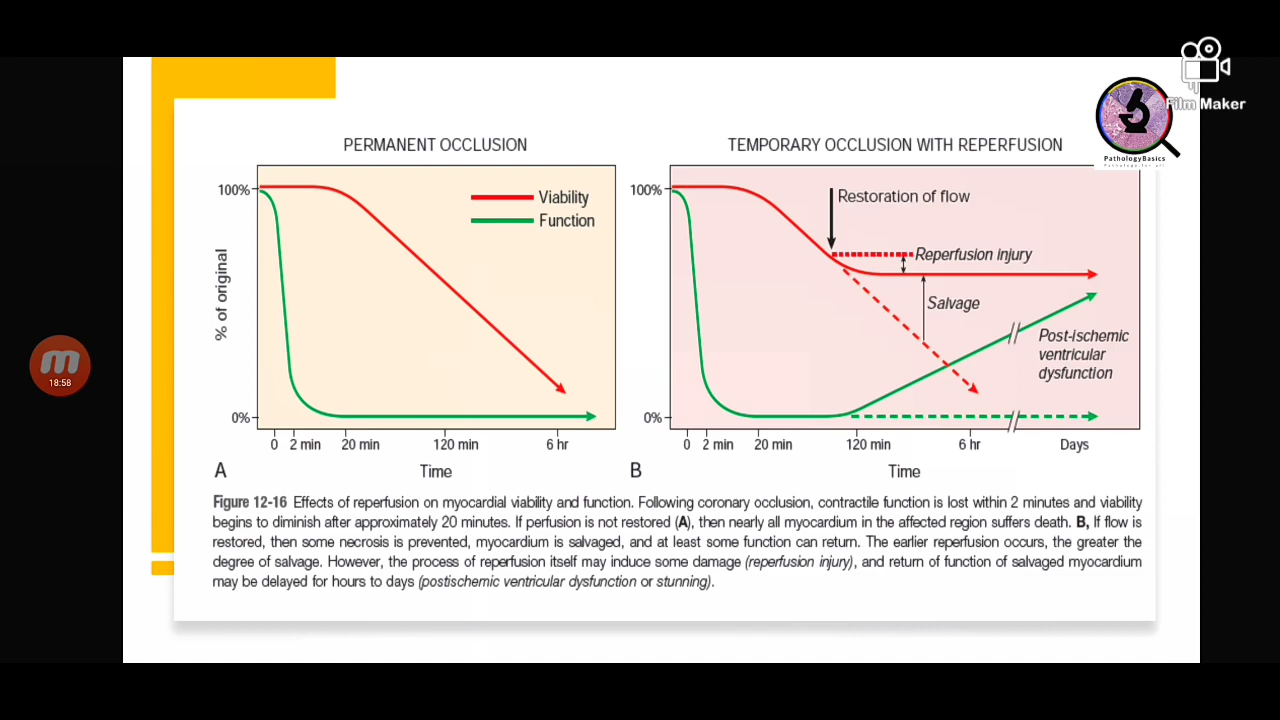 Film Maker
PathologyBasics
Pathology for all
PERMANENT OCCLUSION
100%
Viability
Function
% of original
0%
0 2 min 20 min 120 min 6 hr
A
Time
TEMPORARY OCCLUSION WITH REPERFUSION
100%
Restoration of flow
Reperfusion injury
Salvage
Post-ischemic
ventricular
dysfunction
0%
0 2 min 20 min 120 min 6 hr Days
B
Time
18:58
Figure 12-16 Effects of reperfusion on myocardial viability and function. Following coronary occlusion, contractile function is lost within 2 minutes and viability
begins to diminish after approximately 20 minutes. If perfusion is not restored (A), then nearly all myocardium in the affected region suffers death. B, If flow is
restored, then some necrosis is prevented, myocardium is salvaged, and at least some function can return. The earlier reperfusion occurs, the greater the
degree of salvage. However, the process of reperfusion itself may induce some damage (reperfusion injury), and return of function of salvaged myocardium
may be delayed for hours to days (postischemic ventricular dysfunction or stunning).